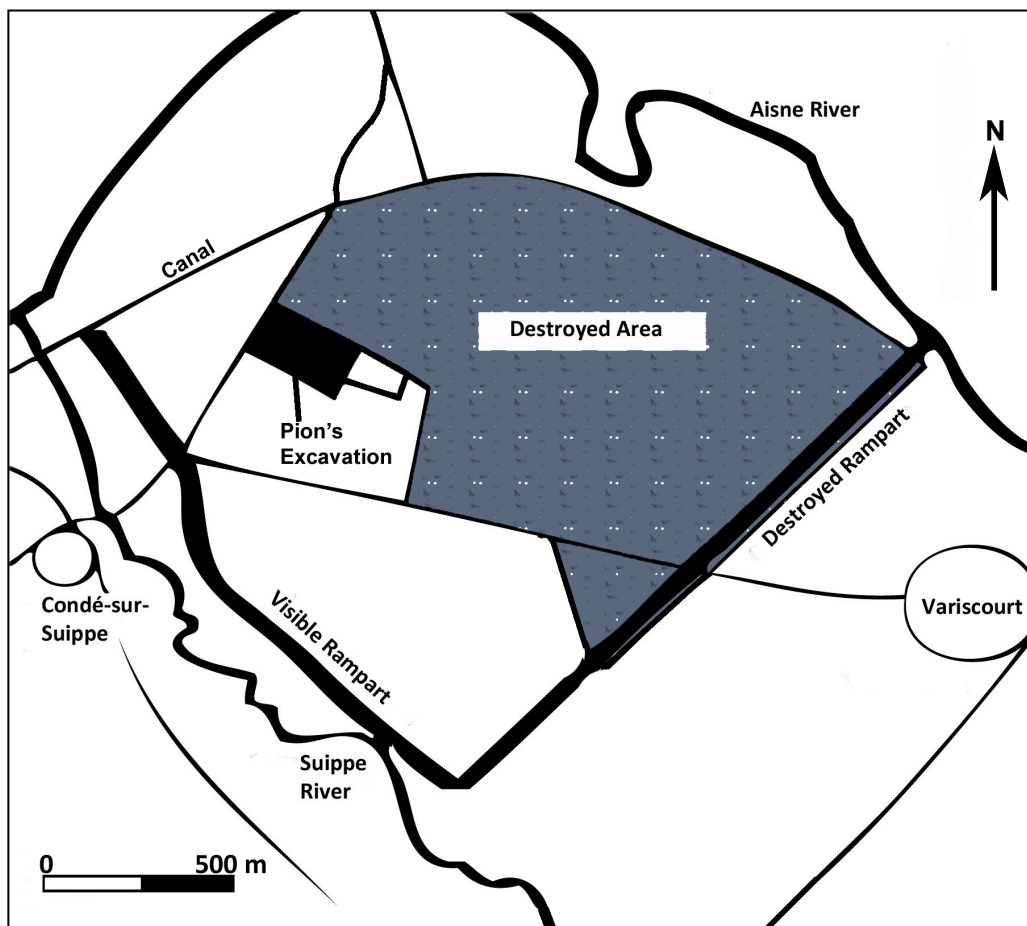 Aisne River
N
Canal
Destroyed Area
Pion's
Excavation
Destroyed Rampart
Condé-sur-
Suippe
Visible Rampart
Variscourt
Suippe
River
0 500 m